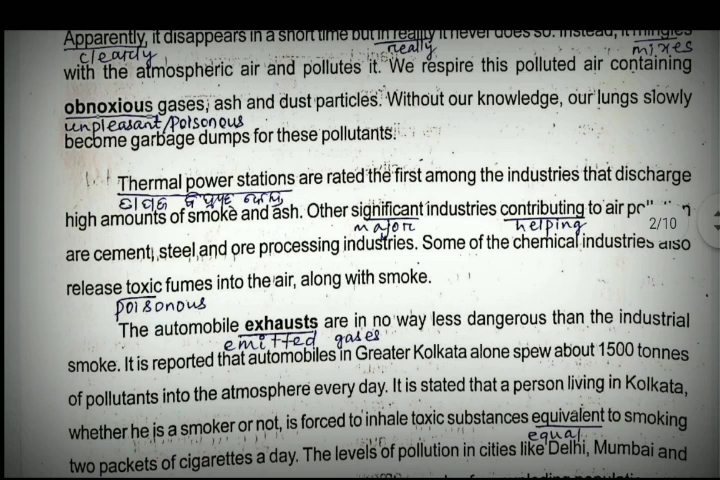 Apparently, it disappears in a short time but in reality it never does so. Instead, it mingles
clearly really mixes
with the atmospheric air and pollutes it. We respire this polluted air containing
obnoxious gases, ash and dust particles. Without our knowledge, our lungs slowly
unpleasant/poisonous
become garbage dumps for these pollutants.
Thermal power stations are rated the first among the industries that discharge
high amounts of smoke and ash. Other significant industries contributing to air
2/10
major helping
are cement, steel, and ore processing industries. Some of the chemical industries also
release toxic fumes into the air, along with smoke.
poisonous
The automobile exhausts are in no way less dangerous than the industrial
emitted gases
smoke. It is reported that automobiles in Greater Kolkata alone spew about 1500 tonnes
of pollutants into the atmosphere every day. It is stated that a person living in Kolkata,
whether he is a smoker or not, is forced to inhale toxic substances equivalent to smoking
equal
two packets of cigarettes a day. The levels of pollution in cities like Delhi, Mumbai and